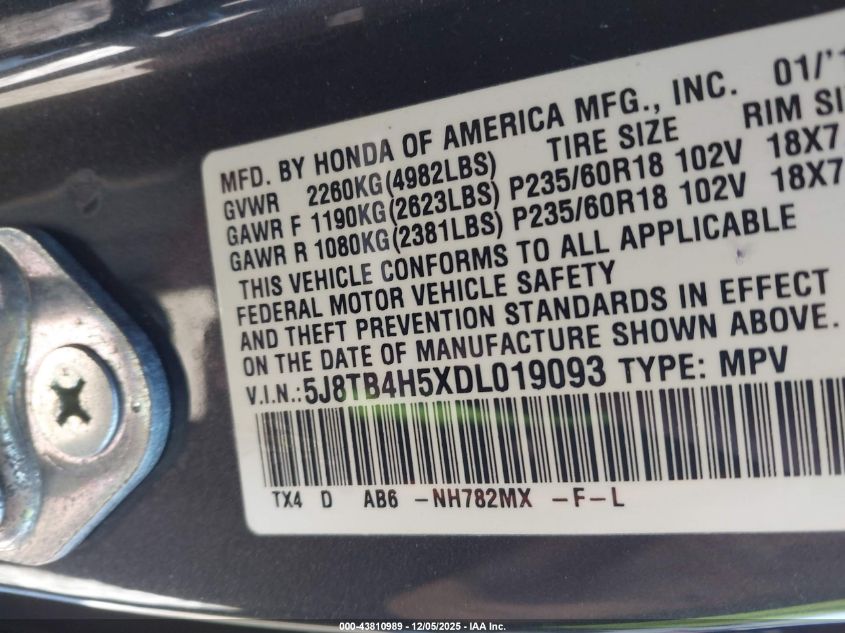 MFD. BY HONDA OF AMERICA MFG., INC. 01/'1
GVWR 2260KG(4982LBS) TIRE SIZE RIM SI
GAWR F 1190KG(2623LBS) P235/60R18 102V 18X7
GAWR R 1080KG(2381LBS) P235/60R18 102V 18X7
THIS VEHICLE CONFORMS TO ALL APPLICABLE
FEDERAL MOTOR VEHICLE SAFETY
AND THEFT PREVENTION STANDARDS IN EFFECT
ON THE DATE OF MANUFACTURE SHOWN ABOVE.
V.I.N.:5J8TB4H5XDL019093 TYPE: MPV
TX4 D AB6 -NH782MX -F-L
000-43810989 - 12/05/2025 - IAA Inc.